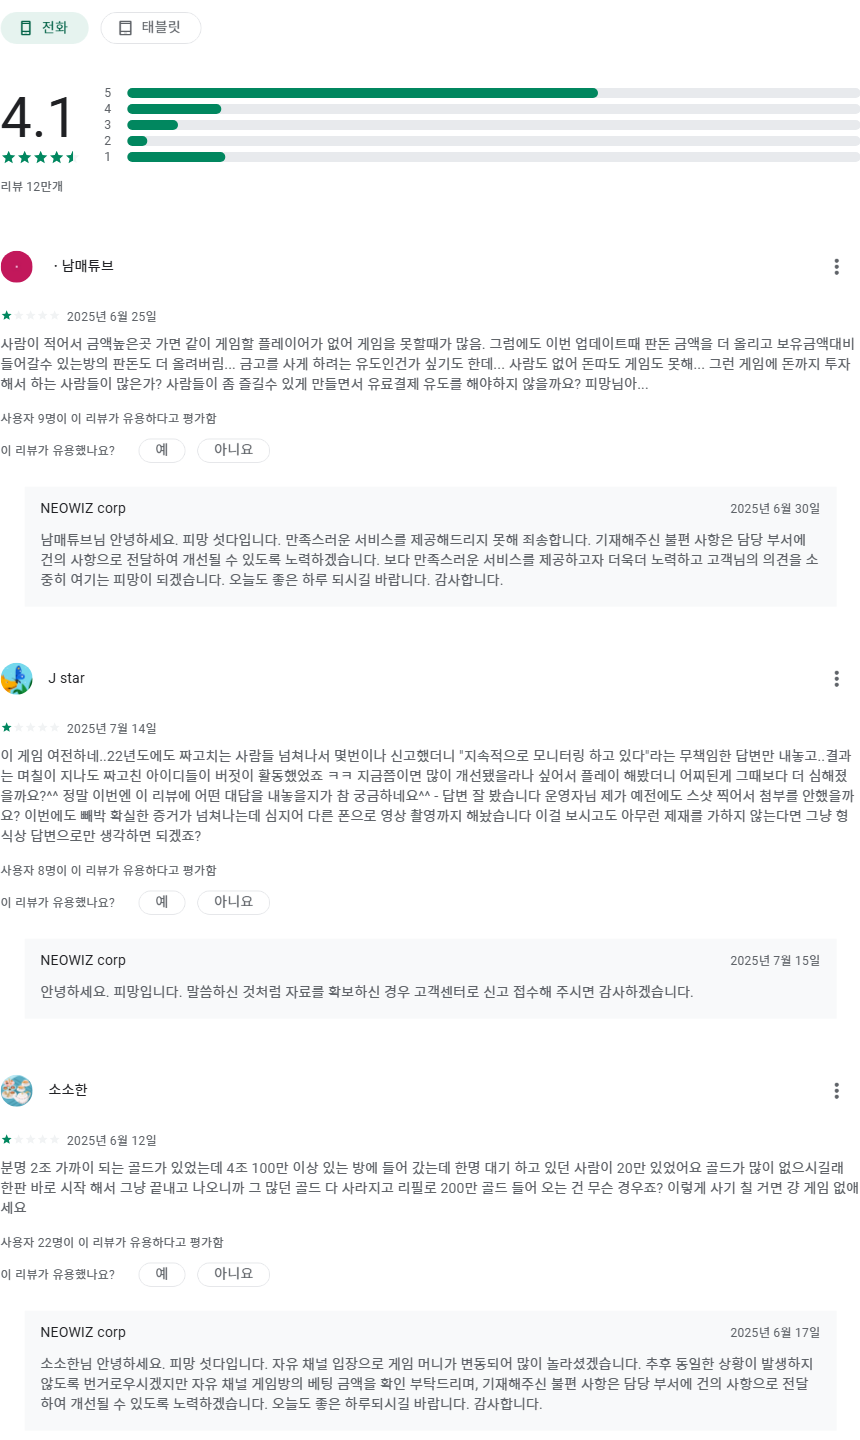 전화
태블릿
4.1
5
4
3
2
1
리뷰 12만개
· 남매튜브
2025년 6월 25일
사람이 적어서 금액높은곳 가면 같이 게임할 플레이어가 없어 게임을 못할때가 많음. 그럼에도 이번 업데이트때 판돈 금액을 더 올리고 보유금액대비
들어갈수 있는방의 판돈도 더 올려버림... 금고를 사게 하려는 유도인건가 싶기도 한데... 사람도 없어 돈따도 게임도 못해... 그런 게임에 돈까지 투자
해서 하는 사람들이 많은가? 사람들이 좀 즐길수 있게 만들면서 유료결제 유도를 해야하지 않을까요? 피망님아...
사용자 9명이 이 리뷰가 유용하다고 평가함
이 리뷰가 유용했나요?
예
아니요
NEOWIZ corp
2025년 6월 30일
남매튜브님 안녕하세요. 피망 섯다입니다. 만족스러운 서비스를 제공해드리지 못해 죄송합니다. 기재해주신 불편 사항은 담당 부서에
건의 사항으로 전달하여 개선될 수 있도록 노력하겠습니다. 보다 만족스러운 서비스를 제공하고자 더욱더 노력하고 고객님의 의견을 소
중히 여기는 피망이 되겠습니다. 오늘도 좋은 하루 되시길 바랍니다. 감사합니다.
J star
2025년 7월 14일
이 게임 여전하네..22년도에도 짜고치는 사람들 넘쳐나서 몇번이나 신고했더니 "지속적으로 모니터링 하고 있다"라는 무책임한 답변만 내놓고..결과
는 며칠이 지나도 짜고친 아이디들이 버젓이 활동했었죠 ㅋㅋ 지금쯤이면 많이 개선됐을라나 싶어서 플레이 해봤더니 어찌된게 그때보다 더 심해졌
을까요?^^ 정말 이번엔 이 리뷰에 어떤 대답을 내놓을지가 참 궁금하네요^^ - 답변 잘 봤습니다 운영자님 제가 예전에도 스샷 찍어서 첨부를 안했을까
요? 이번에도 빼박 확실한 증거가 넘쳐나는데 심지어 다른 폰으로 영상 촬영까지 해놨습니다 이걸 보시고도 아무런 제재를 가하지 않는다면 그냥 형
식상 답변으로만 생각하면 되겠죠?
사용자 8명이 이 리뷰가 유용하다고 평가함
이 리뷰가 유용했나요?
예
아니요
NEOWIZ corp
2025년 7월 15일
안녕하세요. 피망입니다. 말씀하신 것처럼 자료를 확보하신 경우 고객센터로 신고 접수해 주시면 감사하겠습니다.
소소한
2025년 6월 12일
분명 2조 가까이 되는 골드가 있었는데 4조 100만 이상 있는 방에 들어 갔는데 한명 대기 하고 있던 사람이 20만 있었어요 골드가 많이 없으시길래
한판 바로 시작 해서 그냥 끝내고 나오니까 그 많던 골드 다 사라지고 리필로 200만 골드 들어 오는 건 무슨 경우죠? 이렇게 사기 칠 거면 걍 게임 없애
세요
사용자 22명이 이 리뷰가 유용하다고 평가함
이 리뷰가 유용했나요?
예
아니요
NEOWIZ corp
2025년 6월 17일
소소한님 안녕하세요. 피망 섯다입니다. 자유 채널 입장으로 게임 머니가 변동되어 많이 놀라셨겠습니다. 추후 동일한 상황이 발생하지
않도록 번거로우시겠지만 자유 채널 게임방의 베팅 금액을 확인 부탁드리며, 기재해주신 불편 사항은 담당 부서에 건의 사항으로 전달
하여 개선될 수 있도록 노력하겠습니다. 오늘도 좋은 하루되시길 바랍니다. 감사합니다.